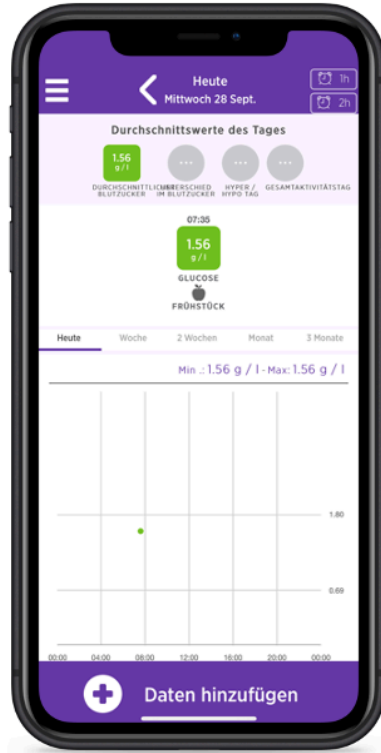 Heute
Mittwoch 28 Sept.
1h
2h
Durchschnittswerte des Tages
1.56
g/l
...
...
...
BLUTZUCKER
IM BLUTZUCKER
HYPER /
HYPO TAG
GESAMTAKTIVITÄTSTAG
07:35
1.56
g/l
GLUCOSE
FRÜHSTÜCK
Heute Woche 2 Wochen Monat 3 Monate
Min .: 1.56 g / l - Max: 1.56 g / l
1.80
0.69
00:00 04:00 08:00 12:00 16:00 20:00 00:00
Daten hinzufügen